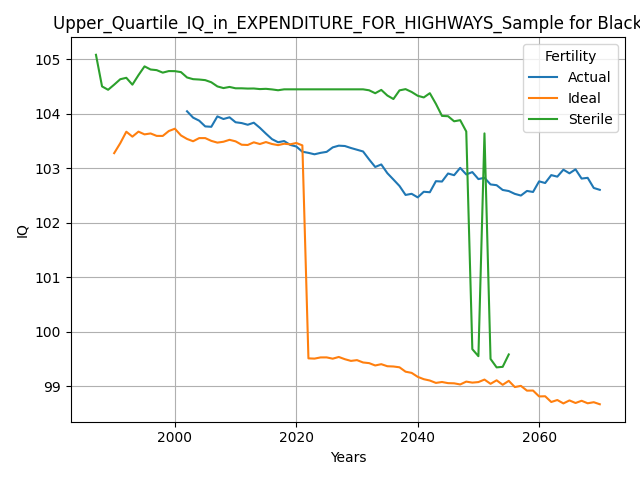 Upper_Quartile_IQ_in_EXPENDITURE_FOR_HIGHWAYS_Sample for Black
Fertility
Actual
Ideal
Sterile
105
104
103
102
101
100
99
IQ
2000
2020
2040
2060
Years